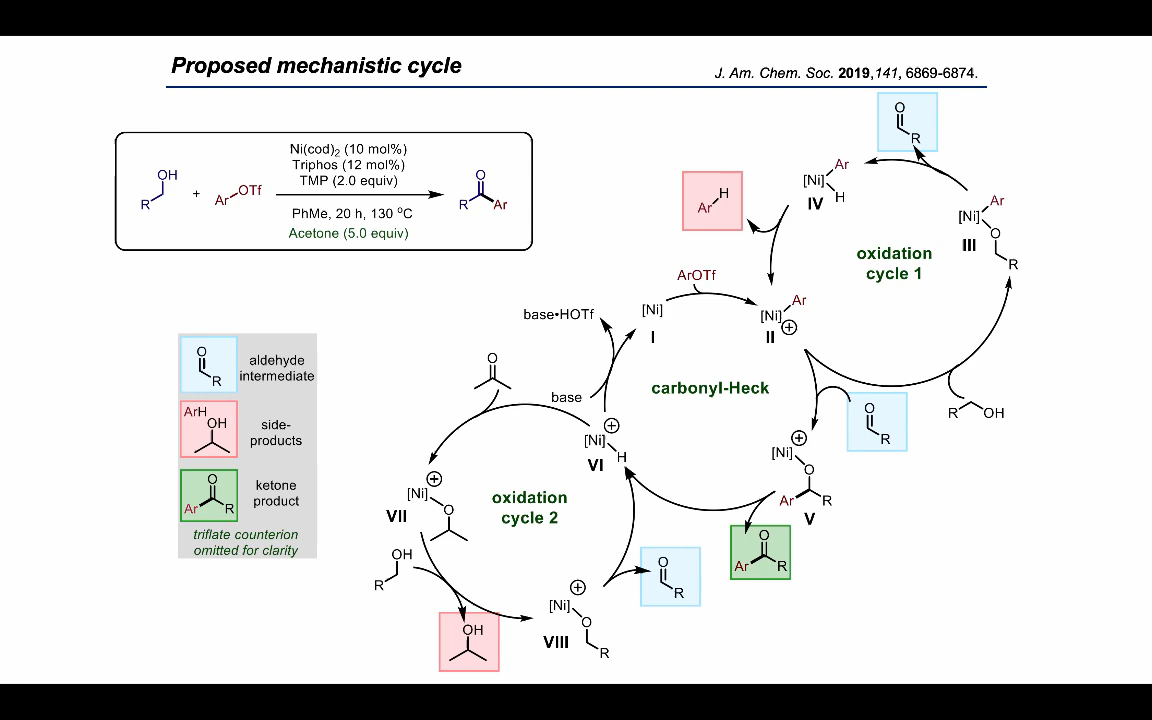 Proposed mechanistic cycle
J. Am. Chem. Soc. 2019,141, 6869-6874.
Ni(cod)2 (10 mol%)
Triphos (12 mol%)
TMP (2.0 equiv)
PhMe, 20 h, 130 ºC
Acetone (5.0 equiv)
R OH
+
Ar OTf
O
R Ar
O
R
Ar H
[Ni] Ar
H
IV
[Ni] Ar
O
R
III
oxidation
cycle 1
ArOTf
[Ni]
I
[Ni] Ar
+
II
base•HOTf
base
carbonyl-Heck
O
R
R OH
O
[Ni] +
H
VI
[Ni] +
O
Ar R
V
O
Ar R
[Ni] +
O
VII
oxidation
cycle 2
OH
R
OH
[Ni] +
O
R
VIII
O
R
O
R
aldehyde
intermediate
ArH
OH
side-
products
O
Ar R
ketone
product
triflate counterion
omitted for clarity